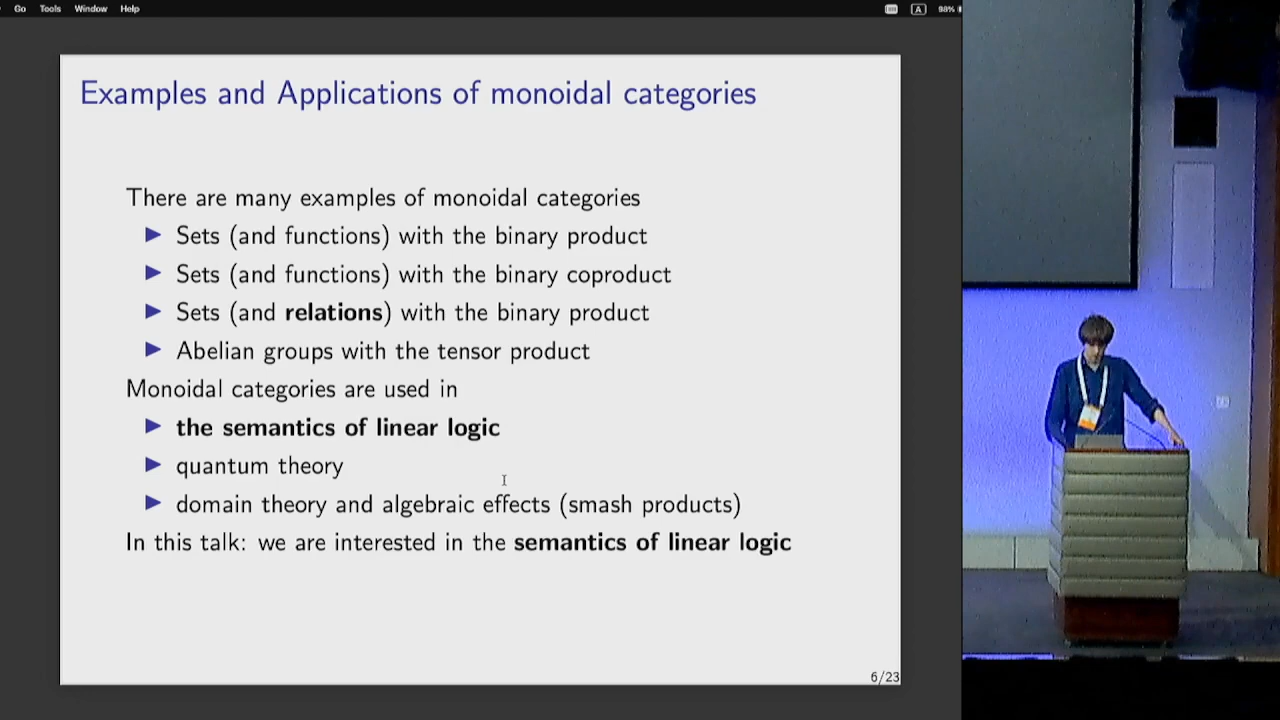 Go Tools Window Help A 98%
Examples and Applications of monoidal categories
There are many examples of monoidal categories
▶ Sets (and functions) with the binary product
▶ Sets (and functions) with the binary coproduct
▶ Sets (and relations) with the binary product
▶ Abelian groups with the tensor product
Monoidal categories are used in
▶ the semantics of linear logic
▶ quantum theory
▶ domain theory and algebraic effects (smash products)
In this talk: we are interested in the semantics of linear logic
6/23